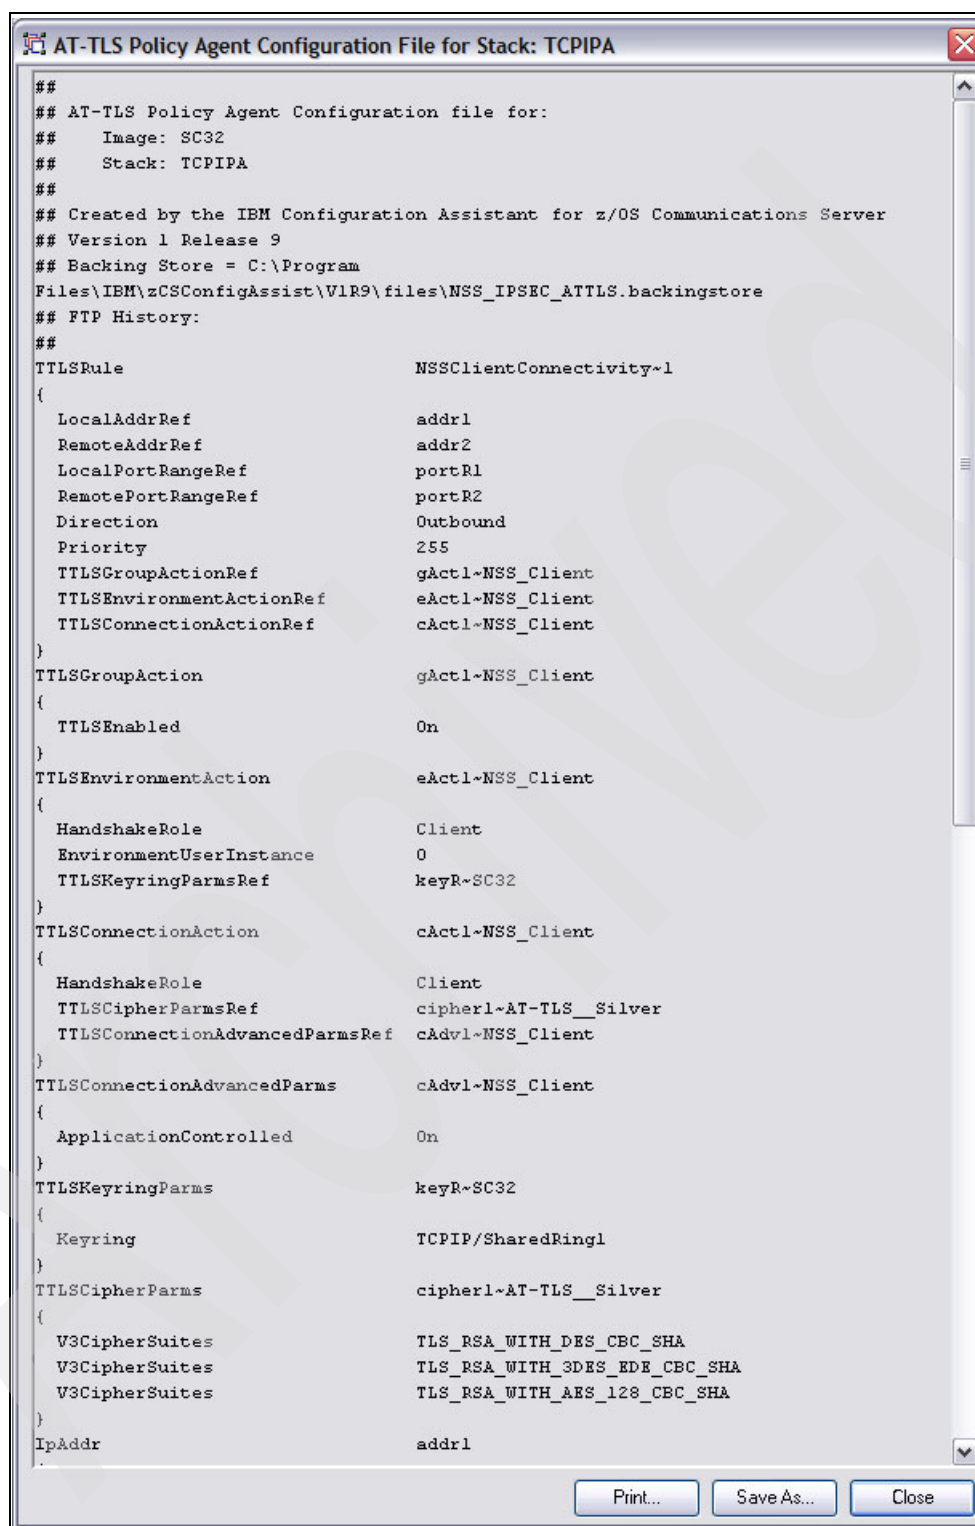 AT-TLS Policy Agent Configuration File for Stack: TCPIPA
##
## AT-TLS Policy Agent Configuration file for:
##    Image: SC32
##    Stack: TCPIPA
##
## Created by the IBM Configuration Assistant for z/OS Communications Server
## Version 1 Release 9
## Backing Store = C:\Program
Files\IBM\zCSConfigAssist\V1R9\files\NSS_IPSEC_ATTLS.backingstore
## FTP History:
##
TTLSRule NSSClientConnectivity~1
{
LocalAddrRef addr1
RemoteAddrRef addr2
LocalPortRangeRef portR1
RemotePortRangeRef portR2
Direction Outbound
Priority 255
TTLSGroupActionRef gAct1~NSS_Client
TTLSEnvironmentActionRef eAct1~NSS_Client
TTLSConnectionActionRef cAct1~NSS_Client
}
TTLSGroupAction gAct1~NSS_Client
{
TTLSEnabled On
}
TTLSEnvironmentAction eAct1~NSS_Client
{
HandshakeRole Client
EnvironmentUserInstance 0
TTLSKeyringParmsRef keyR~SC32
}
TTLSConnectionAction cAct1~NSS_Client
{
HandshakeRole Client
TTLSCipherParmsRef cipher1~AT-TLS__Silver
TTLSConnectionAdvancedParmsRef cAdv1~NSS_Client
}
TTLSConnectionAdvancedParms cAdv1~NSS_Client
{
ApplicationControlled On
}
TTLSKeyringParms keyR~SC32
{
Keyring TCPIP/SharedRing1
}
TTLSCipherParms cipher1~AT-TLS__Silver
{
V3CipherSuites TLS_RSA_WITH_DES_CBC_SHA
V3CipherSuites TLS_RSA_WITH_3DES_EDE_CBC_SHA
V3CipherSuites TLS_RSA_WITH_AES_128_CBC_SHA
}
IpAddr addr1
Print... Save As... Close
Archived